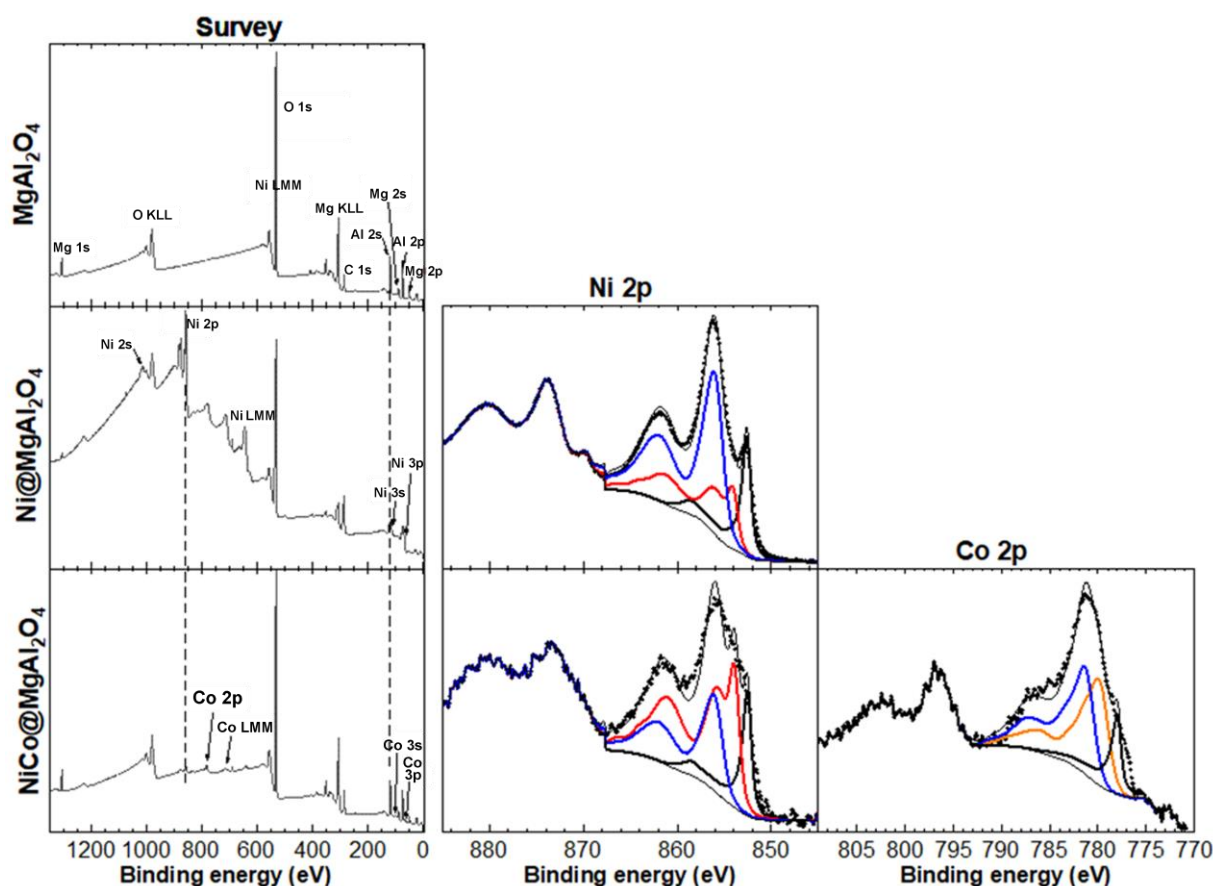 Survey
MgAl₂O₄
O 1s
Ni LMM
Mg 2s
O KLL
Mg KLL
Al 2s
Al 2p
Mg 1s
C 1s
Mg 2p
Ni 2p
Ni@MgAl₂O₄
Ni 2p
Ni 2s
Ni LMM
Ni 3p
Ni 3s
Co 2p
NiCo@MgAl₂O₄
Co 2p
Co LMM
Co 3s
Co
3p
1200 1000 800 600 400 200 0
880 870 860 850
805 800 795 790 785 780 775 770
Binding energy (eV)
Binding energy (eV)
Binding energy (eV)